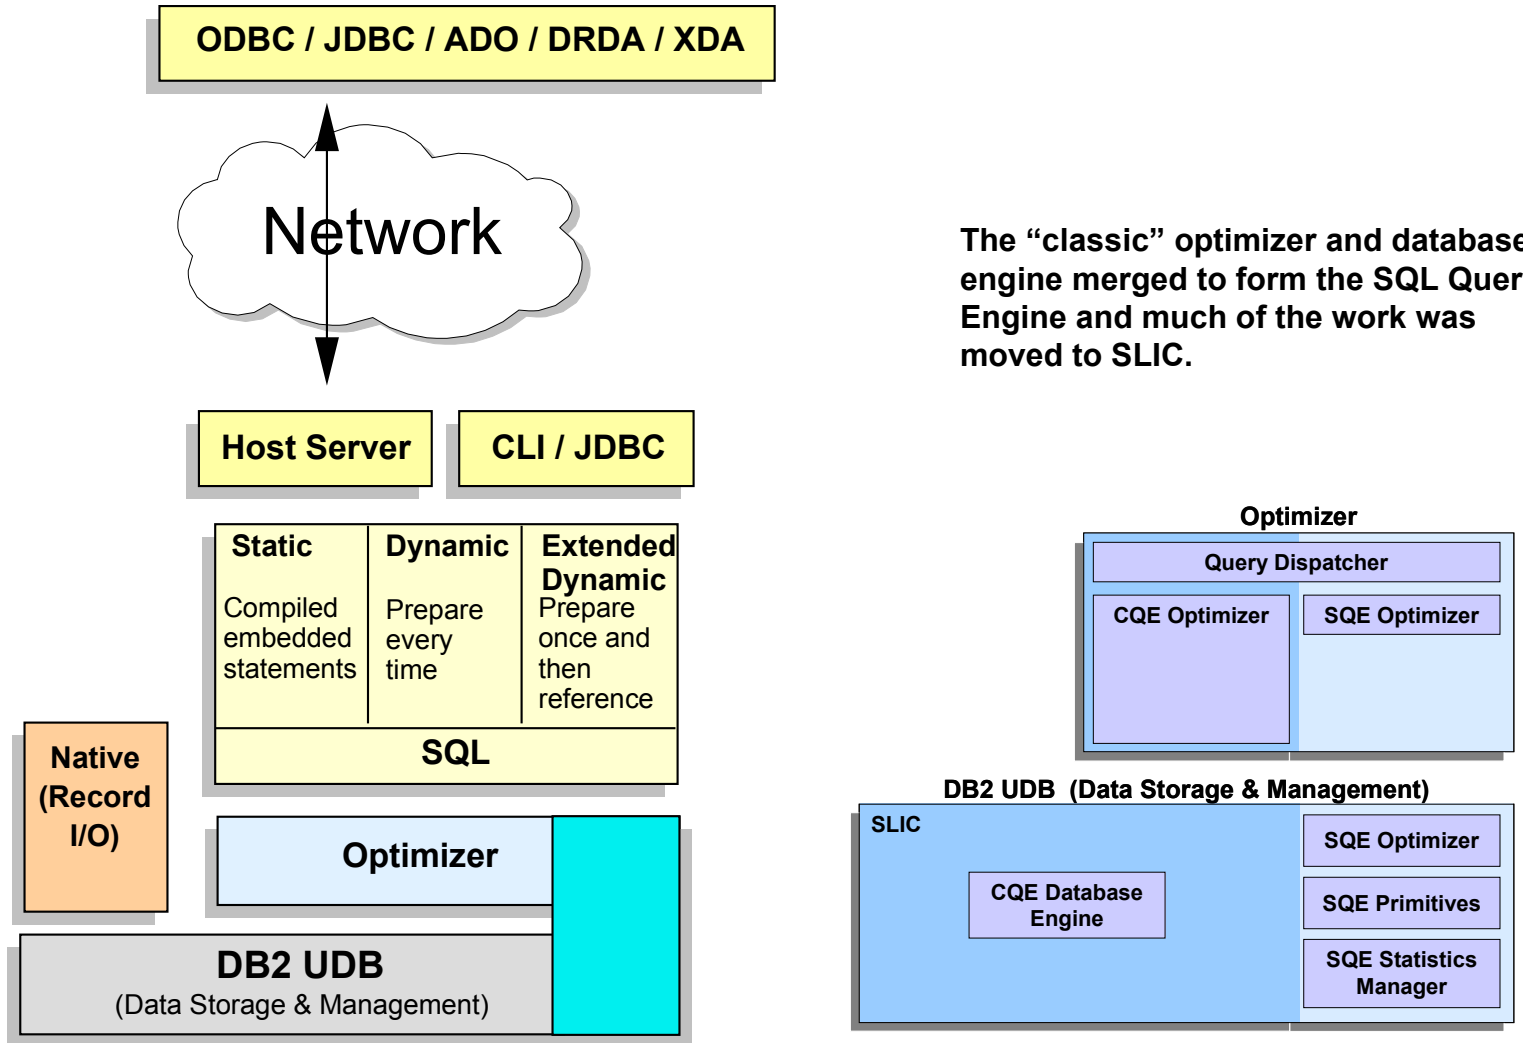 ODBC / JDBC / ADO / DRDA / XDA
Network
The “classic” optimizer and database
engine merged to form the SQL Quer
Engine and much of the work was
moved to SLIC.
Host Server
CLI / JDBC
Static
Compiled
embedded
statements
Dynamic
Prepare
every
time
Extended
Dynamic
Prepare
once and
then
reference
SQL
Native
(Record
I/O)
Optimizer
DB2 UDB
(Data Storage & Management)
Optimizer
Query Dispatcher
CQE Optimizer
SQE Optimizer
DB2 UDB (Data Storage & Management)
SLIC
CQE Database
Engine
SQE Optimizer
SQE Primitives
SQE Statistics
Manager